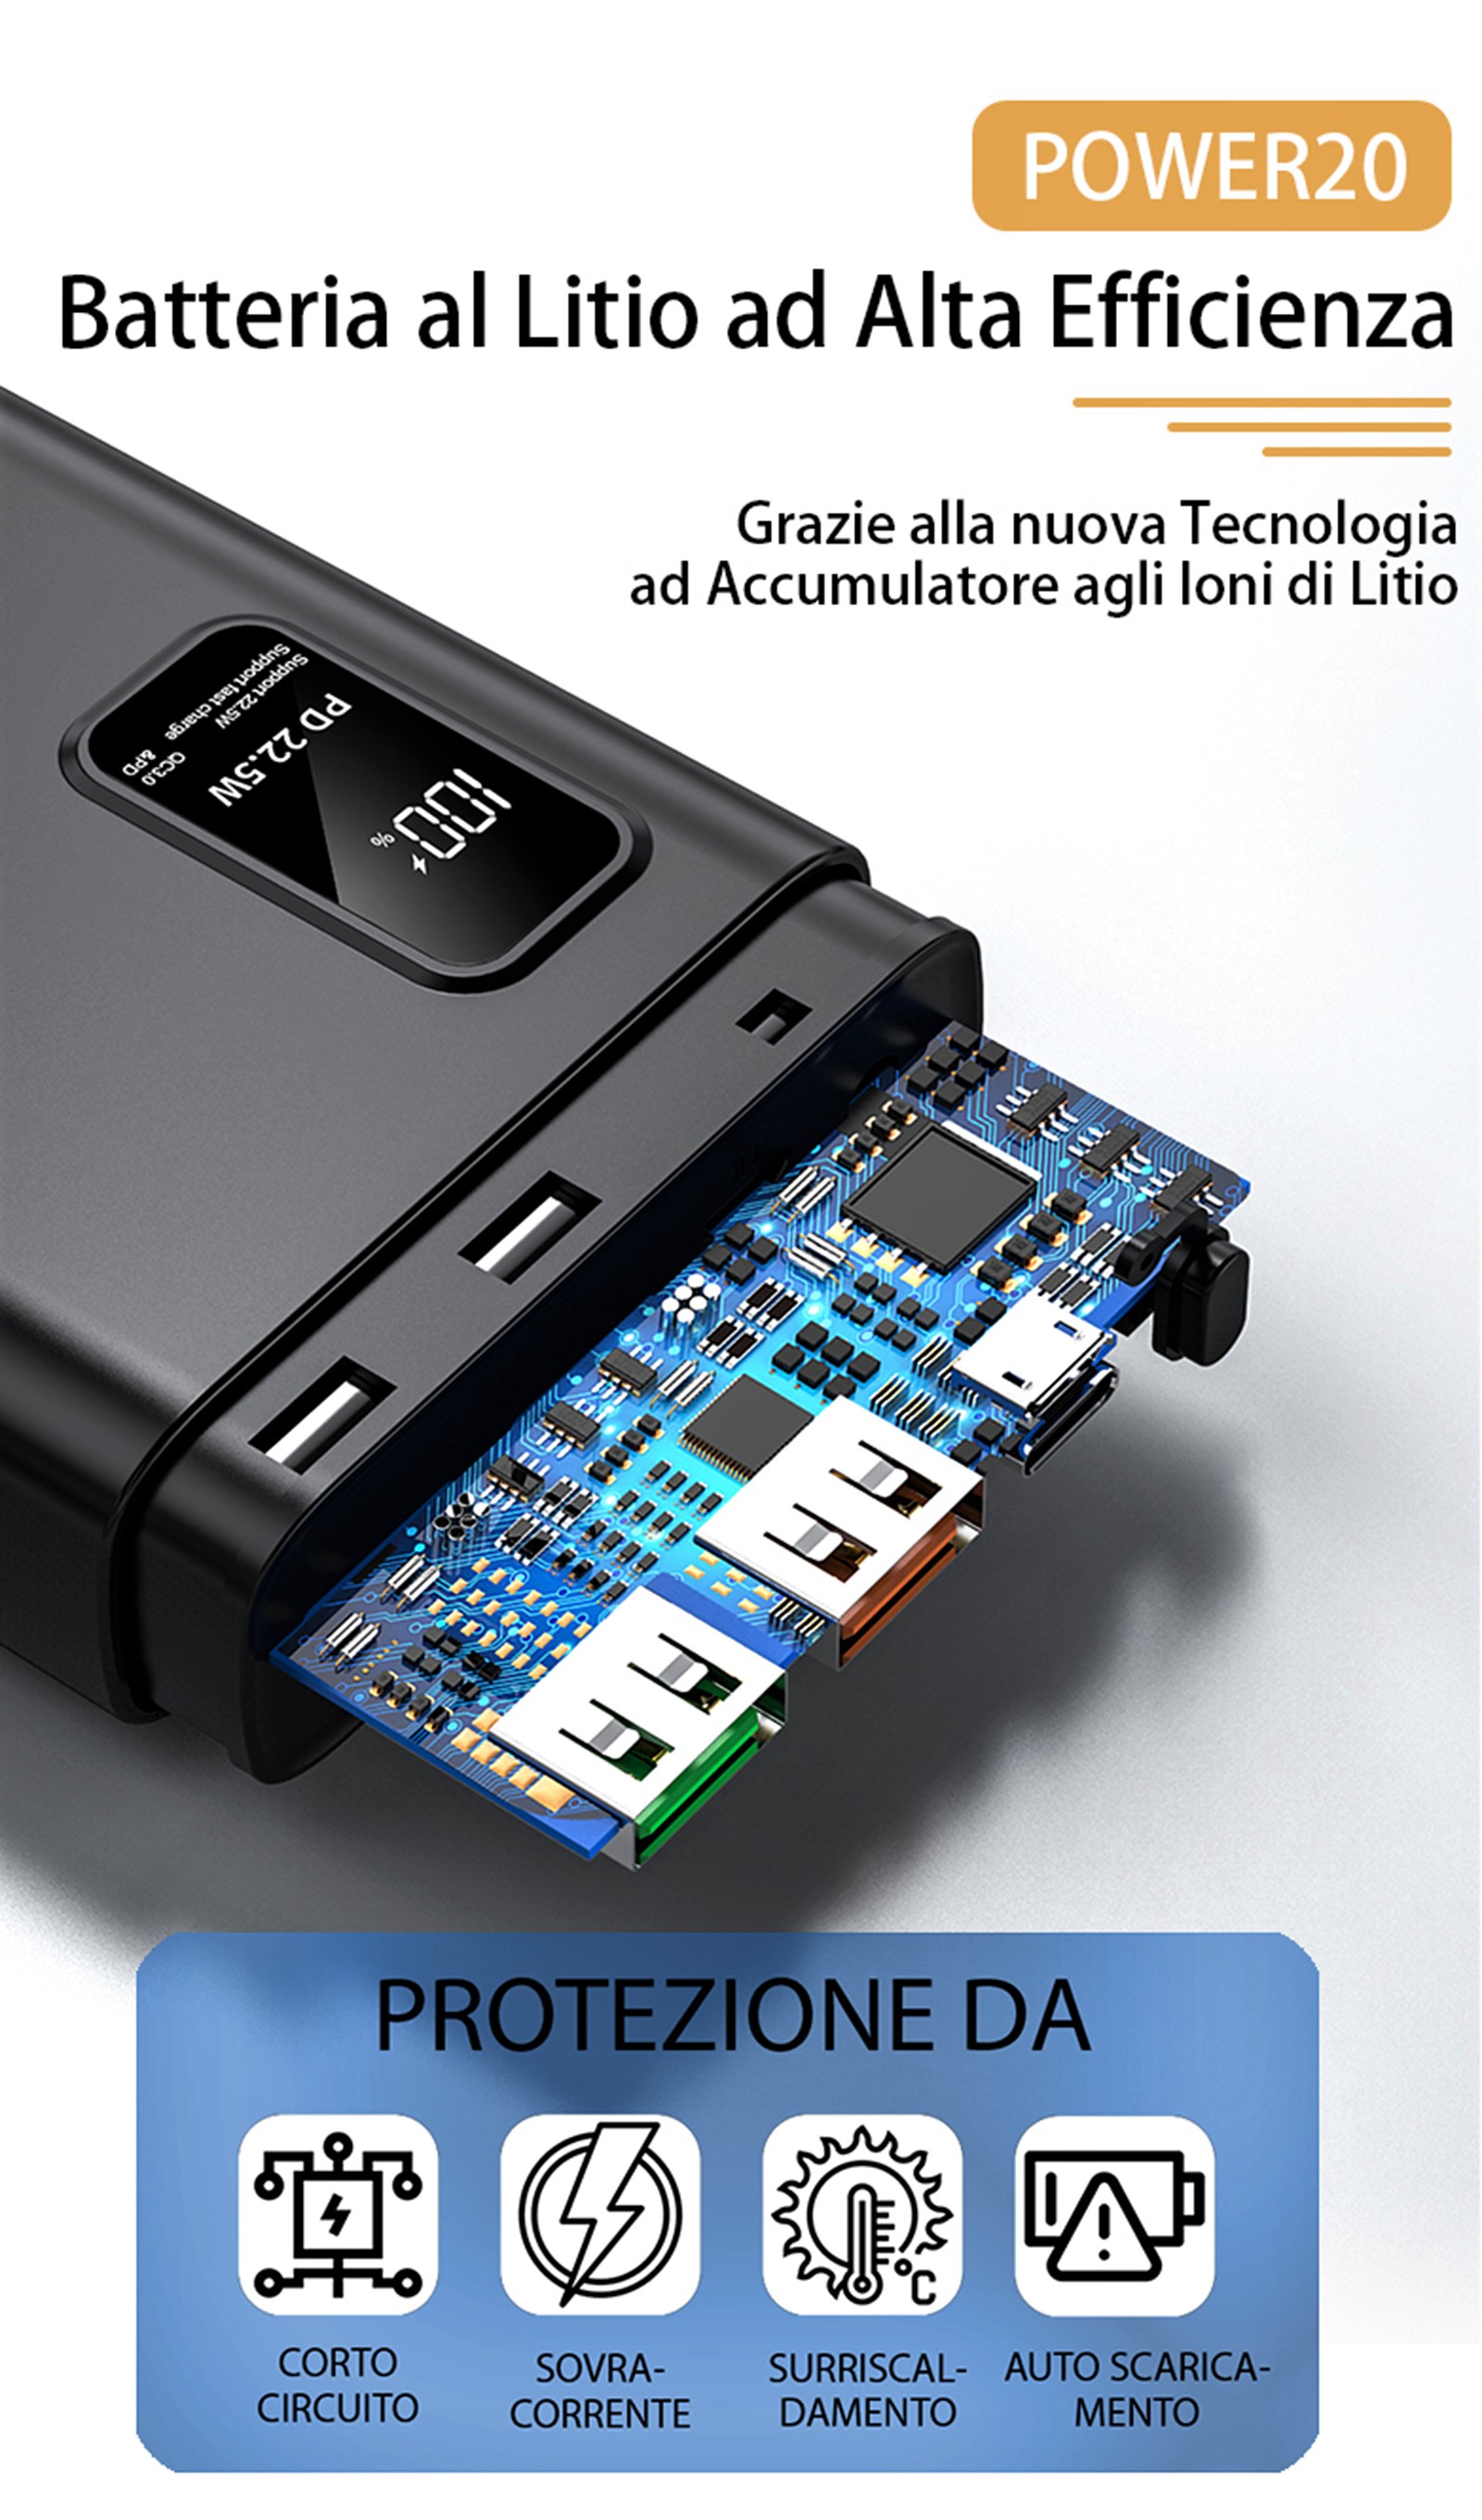 POWER20
Batteria al Litio ad Alta Efficienza
Grazie alla nuova Tecnologia
ad Accumulatore agli Ioni di Litio
100%
PD 22.5W
Support 22.5W
Support fast charge
QC3.0
&PD
PROTEZIONE DA
CORTO
CIRCUITO
SOVRA-
CORRENTE
SURRISCAL-
DAMENTO
AUTO SCARICA-
MENTO
°C